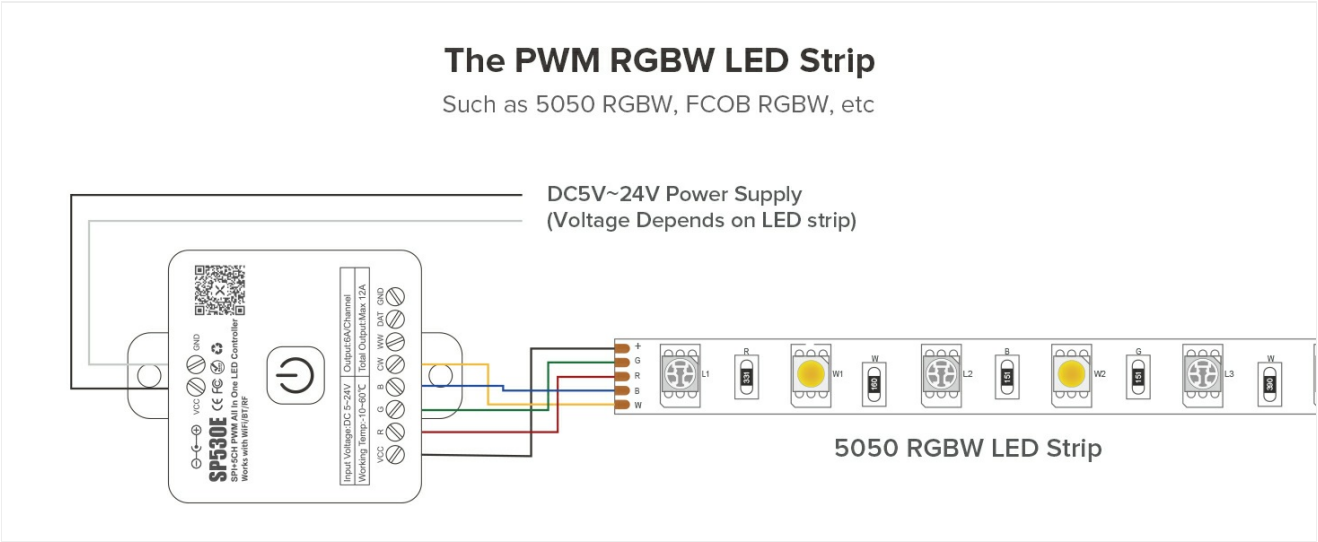 The PWM RGBW LED Strip
Such as 5050 RGBW, FCOB RGBW, etc
DC5V~24V Power Supply
(Voltage Depends on LED strip)
VCC GND
SP530E
SPI+5CH PWM All In One LED Controller
Works with WiFi/BT/RF
CE FC
Input Voltage:DC 5~24V Output:6A/Channel
Working Temp:-10~60℃ Total Output:Max 12A
GND
DAT
WW
CW
B
G
R
VCC
+
G
R
B
W
L1
R
331
W1
W
160
L2
B
151
W2
G
151
L3
W
390
5050 RGBW LED Strip